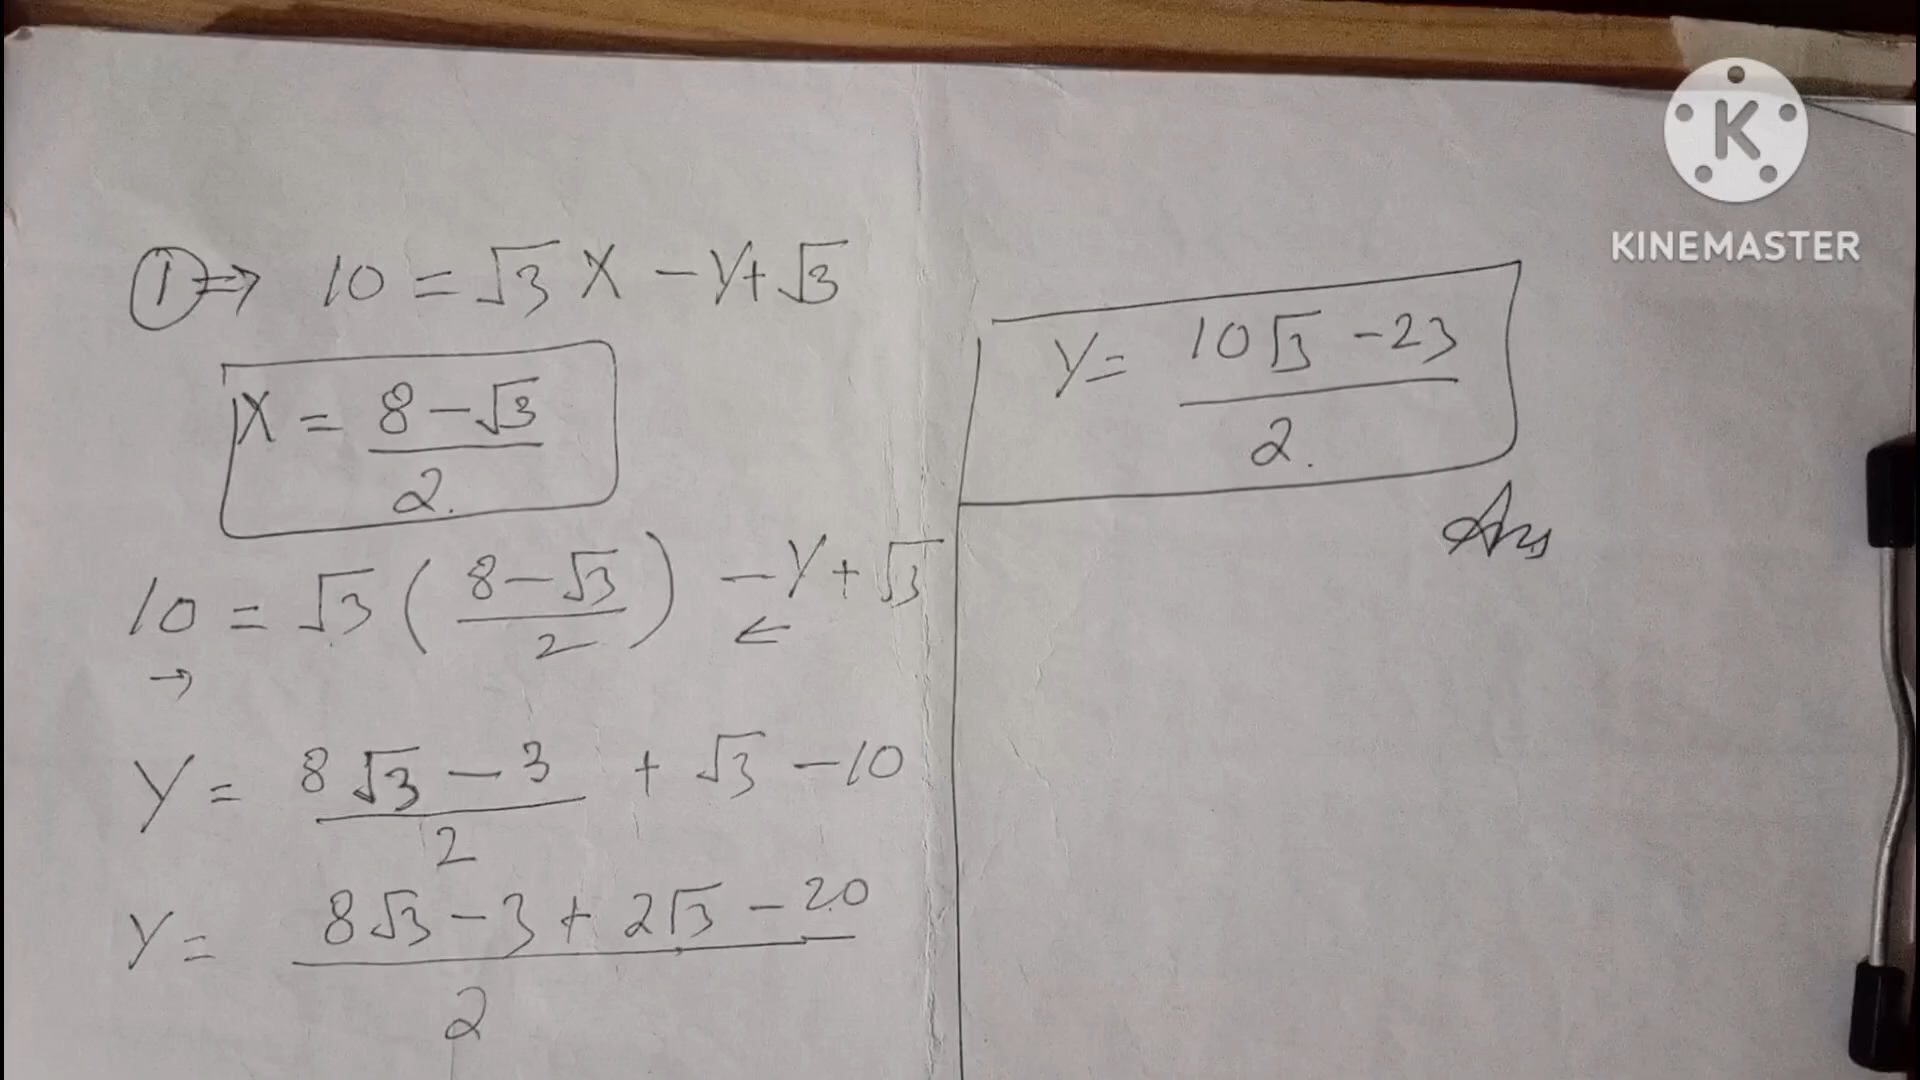 ① ⇒ 10 = √3 X − Y + √3
X = (8 − √3)/2.
10 = √3 ( (8 − √3)/2 ) − Y + √3
→ ←
Y = (8√3 − 3)/2 + √3 − 10
Y = (8√3 − 3 + 2√3 − 20)/2
Y = (10√3 − 23)/2.
Ans
K
KINEMASTER